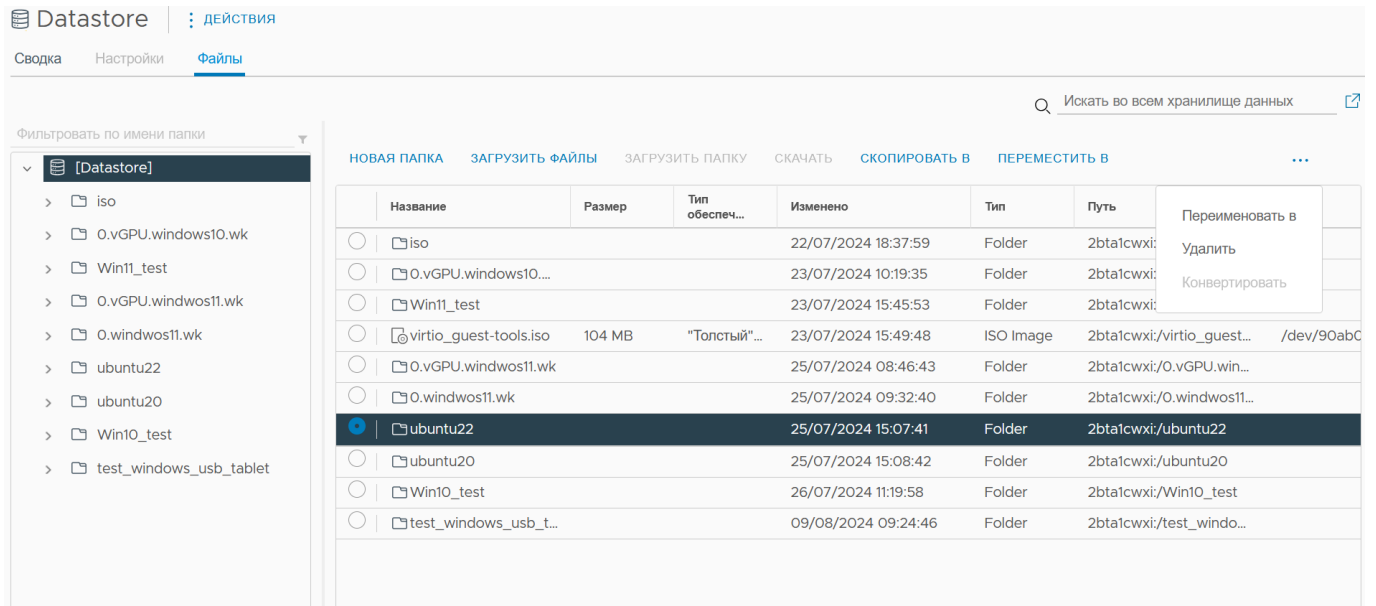 Datastore ДЕЙСТВИЯ
Сводка Настройки Файлы
Искать во всем хранилище данных
Фильтровать по имени папки
[Datastore]
iso
0.vGPU.windows10.wk
Win11_test
0.vGPU.windwos11.wk
0.windwos11.wk
ubuntu22
ubuntu20
Win10_test
test_windows_usb_tablet
НОВАЯ ПАПКА ЗАГРУЗИТЬ ФАЙЛЫ ЗАГРУЗИТЬ ПАПКУ СКАЧАТЬ СКОПИРОВАТЬ В ПЕРЕМЕСТИТЬ В ...
Название Размер Тип обеспеч... Изменено Тип Путь
iso 22/07/2024 18:37:59 Folder 2bta1cwxi:
0.vGPU.windows10.... 23/07/2024 10:19:35 Folder 2bta1cwxi:
Win11_test 23/07/2024 15:45:53 Folder 2bta1cwxi:
virtio_guest-tools.iso 104 MB "Толстый"... 23/07/2024 15:49:48 ISO Image 2bta1cwxi:/virtio_guest... /dev/90ab0
0.vGPU.windwos11.wk 25/07/2024 08:46:43 Folder 2bta1cwxi:/0.vGPU.win...
0.windwos11.wk 25/07/2024 09:32:40 Folder 2bta1cwxi:/0.windwos11...
ubuntu22 25/07/2024 15:07:41 Folder 2bta1cwxi:/ubuntu22
ubuntu20 25/07/2024 15:08:42 Folder 2bta1cwxi:/ubuntu20
Win10_test 26/07/2024 11:19:58 Folder 2bta1cwxi:/Win10_test
test_windows_usb_t... 09/08/2024 09:24:46 Folder 2bta1cwxi:/test_windo...
Переименовать в
Удалить
Конвертировать